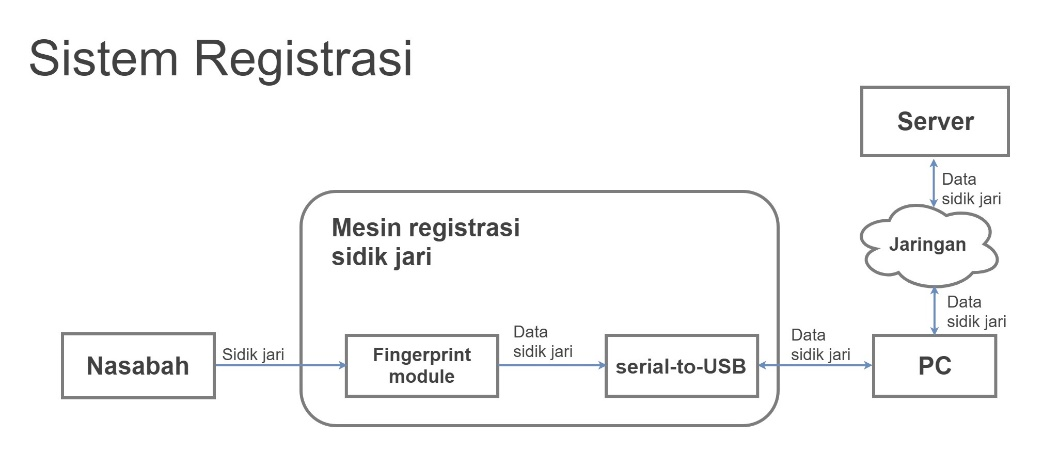 Sistem Registrasi
Server
Data
sidik jari
Jaringan
Data
sidik jari
Mesin registrasi
sidik jari
Nasabah
Sidik jari
Fingerprint
module
Data
sidik jari
serial-to-USB
Data
sidik jari
PC